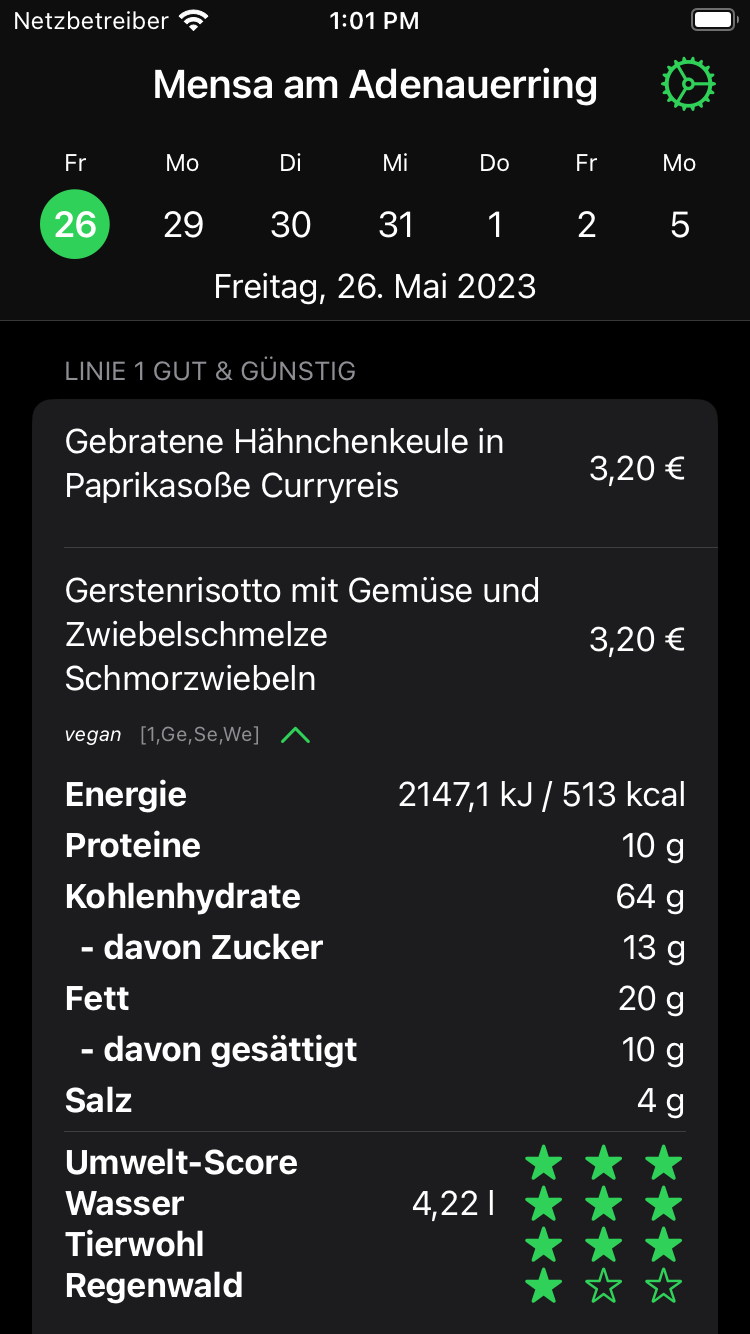 Netzbetreiber 1:01 PM
Mensa am Adenauerring
Fr Mo Di Mi Do Fr Mo
26 29 30 31 1 2 5
Freitag, 26. Mai 2023
LINIE 1 GUT & GÜNSTIG
Gebratene Hähnchenkeule in
Paprikasoße Curryreis
3,20 €
Gerstenrisotto mit Gemüse und
Zwiebelschmelze
Schmorzwiebeln
3,20 €
vegan [1,Ge,Se,We]
Energie 2147,1 kJ / 513 kcal
Proteine 10 g
Kohlenhydrate 64 g
- davon Zucker 13 g
Fett 20 g
- davon gesättigt 10 g
Salz 4 g
Umwelt-Score
Wasser 4,22 l
Tierwohl
Regenwald